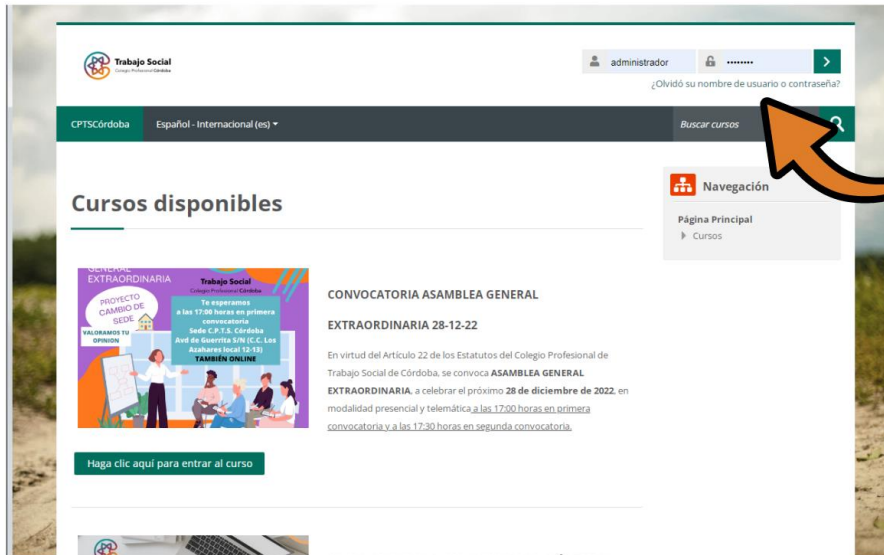 Trabajo Social
Colegio Profesional Córdoba
administrador
••••••••
¿Olvidó su nombre de usuario o contraseña?
CPTSCórdoba
Español - Internacional (es)
Buscar cursos
Cursos disponibles
GENERAL
EXTRAORDINARIA
PROYECTO
CAMBIO DE
SEDE
VALORAMOS TU
OPINION
Trabajo Social
Colegio Profesional Córdoba
Te esperamos
a las 17:00 horas en primera
convocatoria
Sede C.P.T.S. Córdoba
Avd de Guerrita S/N (C.C. Los
Azahares local 12-13)
TAMBIÉN ONLINE
CONVOCATORIA ASAMBLEA GENERAL
EXTRAORDINARIA 28-12-22
En virtud del Artículo 22 de los Estatutos del Colegio Profesional de
Trabajo Social de Córdoba, se convoca ASAMBLEA GENERAL
EXTRAORDINARIA, a celebrar el próximo 28 de diciembre de 2022, en
modalidad presencial y telemática a las 17:00 horas en primera
convocatoria y a las 17:30 horas en segunda convocatoria.
Haga clic aquí para entrar al curso
Navegación
Página Principal
Cursos